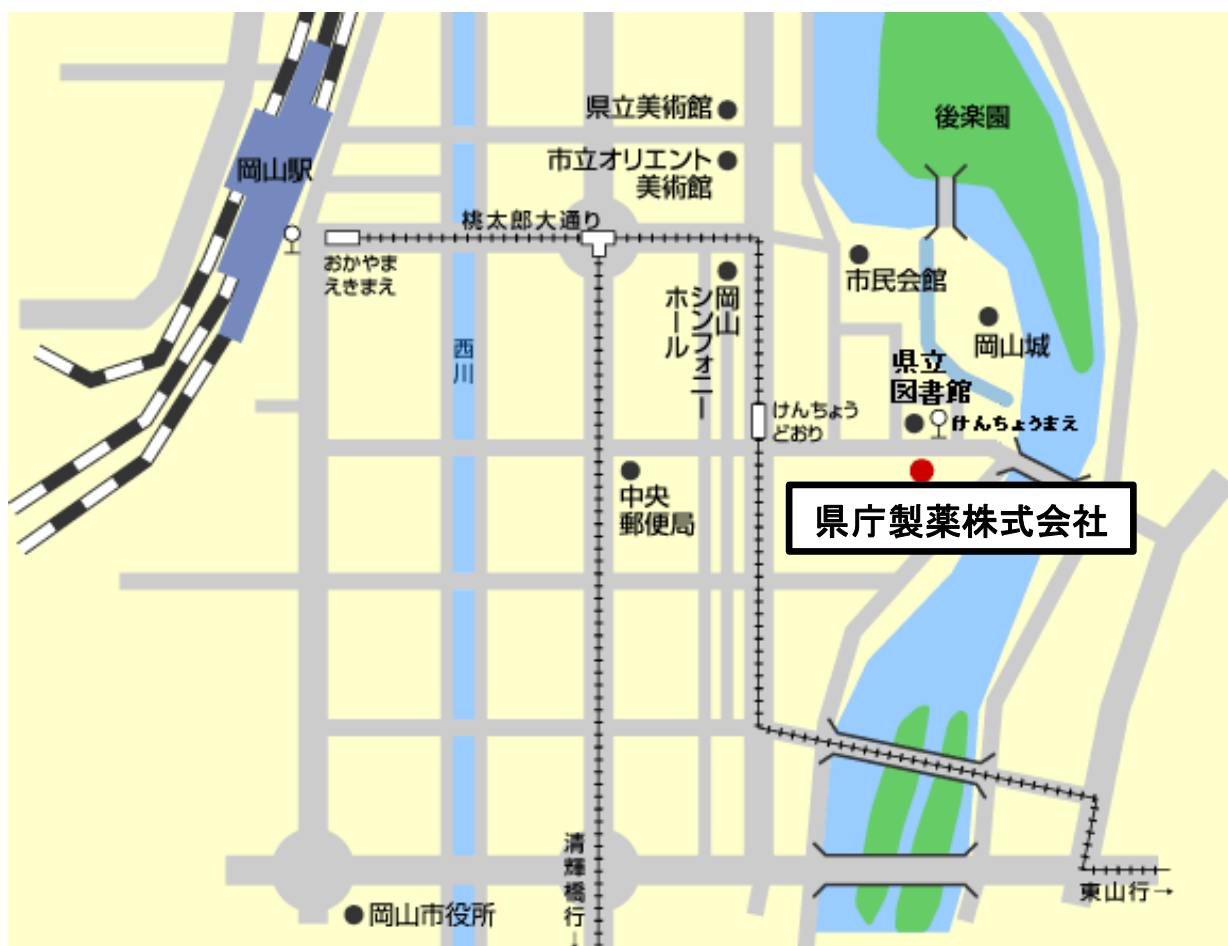 県立美術館
後楽園
市立オリエント
美術館
岡山駅
桃太郎大通り
おかやま
えきまえ
市民会館
岡山
シンフォニー
ホール
岡山城
西川
県立
図書館
けんちょう
どおり
けんちょうまえ
中央
郵便局
県庁製薬株式会社
清輝橋行→
東山行→
岡山市役所